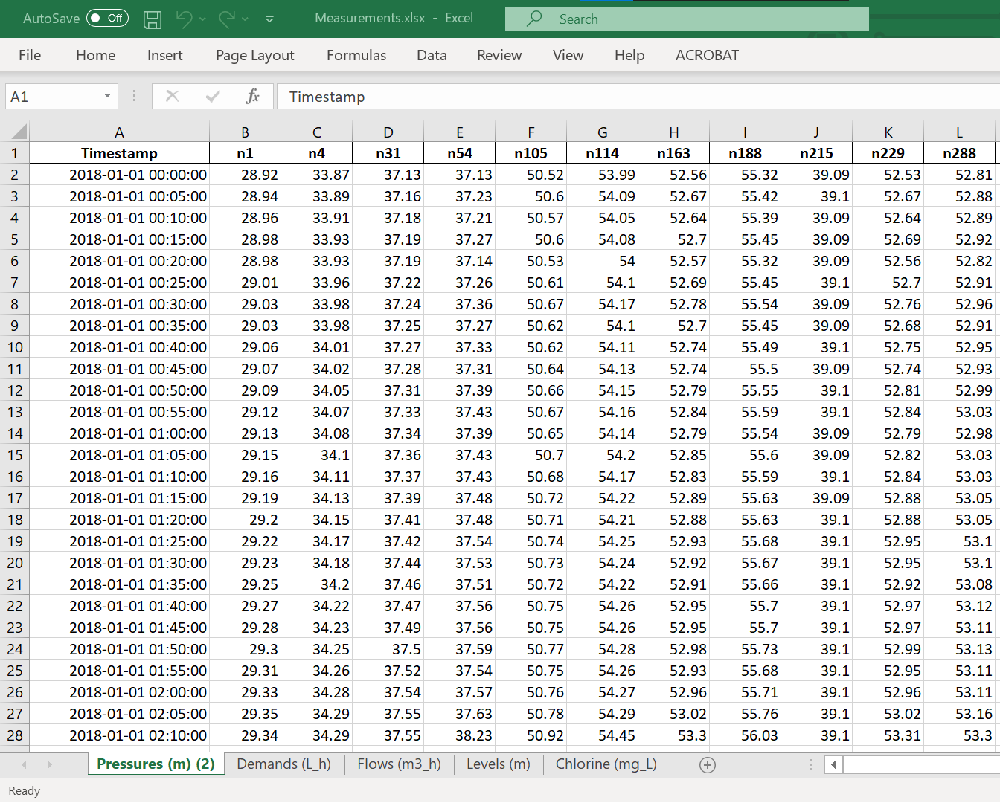 AutoSave Off Measurements.xlsx - Excel Search
File Home Insert Page Layout Formulas Data Review View Help ACROBAT
A1 fx Timestamp
A B C D E F G H I J K L
1 Timestamp n1 n4 n31 n54 n105 n114 n163 n188 n215 n229 n288
2 2018-01-01 00:00:00 28.92 33.87 37.13 37.13 50.52 53.99 52.56 55.32 39.09 52.53 52.81
3 2018-01-01 00:05:00 28.94 33.89 37.16 37.23 50.6 54.09 52.67 55.42 39.1 52.67 52.88
4 2018-01-01 00:10:00 28.96 33.91 37.18 37.21 50.57 54.05 52.64 55.39 39.09 52.64 52.89
5 2018-01-01 00:15:00 28.98 33.93 37.19 37.27 50.6 54.08 52.7 55.45 39.09 52.69 52.92
6 2018-01-01 00:20:00 28.98 33.93 37.19 37.14 50.53 54 52.57 55.32 39.09 52.56 52.82
7 2018-01-01 00:25:00 29.01 33.96 37.22 37.26 50.61 54.1 52.69 55.45 39.1 52.7 52.91
8 2018-01-01 00:30:00 29.03 33.98 37.24 37.36 50.67 54.17 52.78 55.54 39.09 52.76 52.96
9 2018-01-01 00:35:00 29.03 33.98 37.25 37.27 50.62 54.1 52.7 55.45 39.09 52.68 52.91
10 2018-01-01 00:40:00 29.06 34.01 37.27 37.33 50.62 54.11 52.74 55.49 39.1 52.75 52.95
11 2018-01-01 00:45:00 29.07 34.02 37.28 37.31 50.64 54.13 52.74 55.5 39.09 52.74 52.93
12 2018-01-01 00:50:00 29.09 34.05 37.31 37.39 50.66 54.15 52.79 55.55 39.1 52.81 52.99
13 2018-01-01 00:55:00 29.12 34.07 37.33 37.43 50.67 54.16 52.84 55.59 39.1 52.84 53.03
14 2018-01-01 01:00:00 29.13 34.08 37.34 37.39 50.65 54.14 52.79 55.54 39.09 52.79 52.98
15 2018-01-01 01:05:00 29.15 34.1 37.36 37.43 50.7 54.2 52.85 55.6 39.09 52.82 53.03
16 2018-01-01 01:10:00 29.16 34.11 37.37 37.43 50.68 54.17 52.83 55.59 39.1 52.84 53.03
17 2018-01-01 01:15:00 29.19 34.13 37.39 37.48 50.72 54.22 52.89 55.63 39.09 52.88 53.05
18 2018-01-01 01:20:00 29.2 34.15 37.41 37.48 50.71 54.21 52.88 55.63 39.1 52.88 53.05
19 2018-01-01 01:25:00 29.22 34.17 37.42 37.54 50.74 54.25 52.93 55.68 39.1 52.95 53.1
20 2018-01-01 01:30:00 29.23 34.18 37.44 37.53 50.73 54.24 52.92 55.67 39.1 52.95 53.1
21 2018-01-01 01:35:00 29.25 34.2 37.46 37.51 50.72 54.22 52.91 55.66 39.1 52.92 53.08
22 2018-01-01 01:40:00 29.27 34.22 37.47 37.56 50.75 54.26 52.95 55.7 39.1 52.97 53.12
23 2018-01-01 01:45:00 29.28 34.23 37.49 37.56 50.75 54.26 52.95 55.7 39.1 52.97 53.11
24 2018-01-01 01:50:00 29.3 34.25 37.5 37.59 50.77 54.28 52.98 55.73 39.1 52.99 53.13
25 2018-01-01 01:55:00 29.31 34.26 37.52 37.54 50.75 54.26 52.93 55.68 39.1 52.95 53.11
26 2018-01-01 02:00:00 29.33 34.28 37.54 37.57 50.76 54.27 52.96 55.71 39.1 52.96 53.11
27 2018-01-01 02:05:00 29.35 34.29 37.55 37.63 50.78 54.29 53.02 55.76 39.1 53.02 53.16
28 2018-01-01 02:10:00 29.34 34.29 37.55 38.23 50.92 54.45 53.3 56.03 39.1 53.31 53.3
Pressures (m) (2) Demands (L_h) Flows (m3_h) Levels (m) Chlorine (mg_L)
Ready